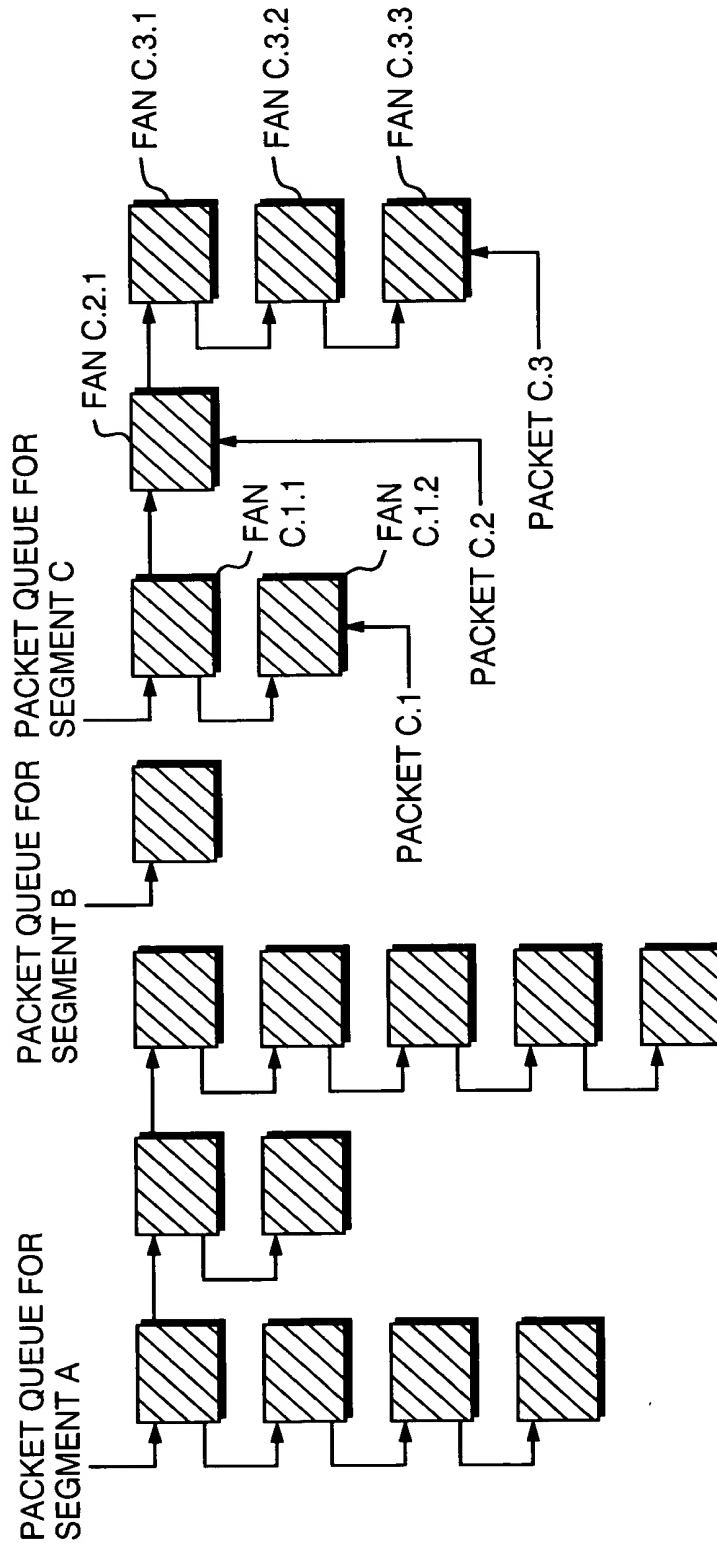 PACKET QUEUE FOR
SEGMENT A
PACKET QUEUE FOR
SEGMENT B
PACKET QUEUE FOR
SEGMENT C
FAN C.2.1
FAN C.3.1
FAN C.3.2
FAN C.3.3
FAN
C.1.1
FAN
C.1.2
PACKET C.1
PACKET C.2
PACKET C.3